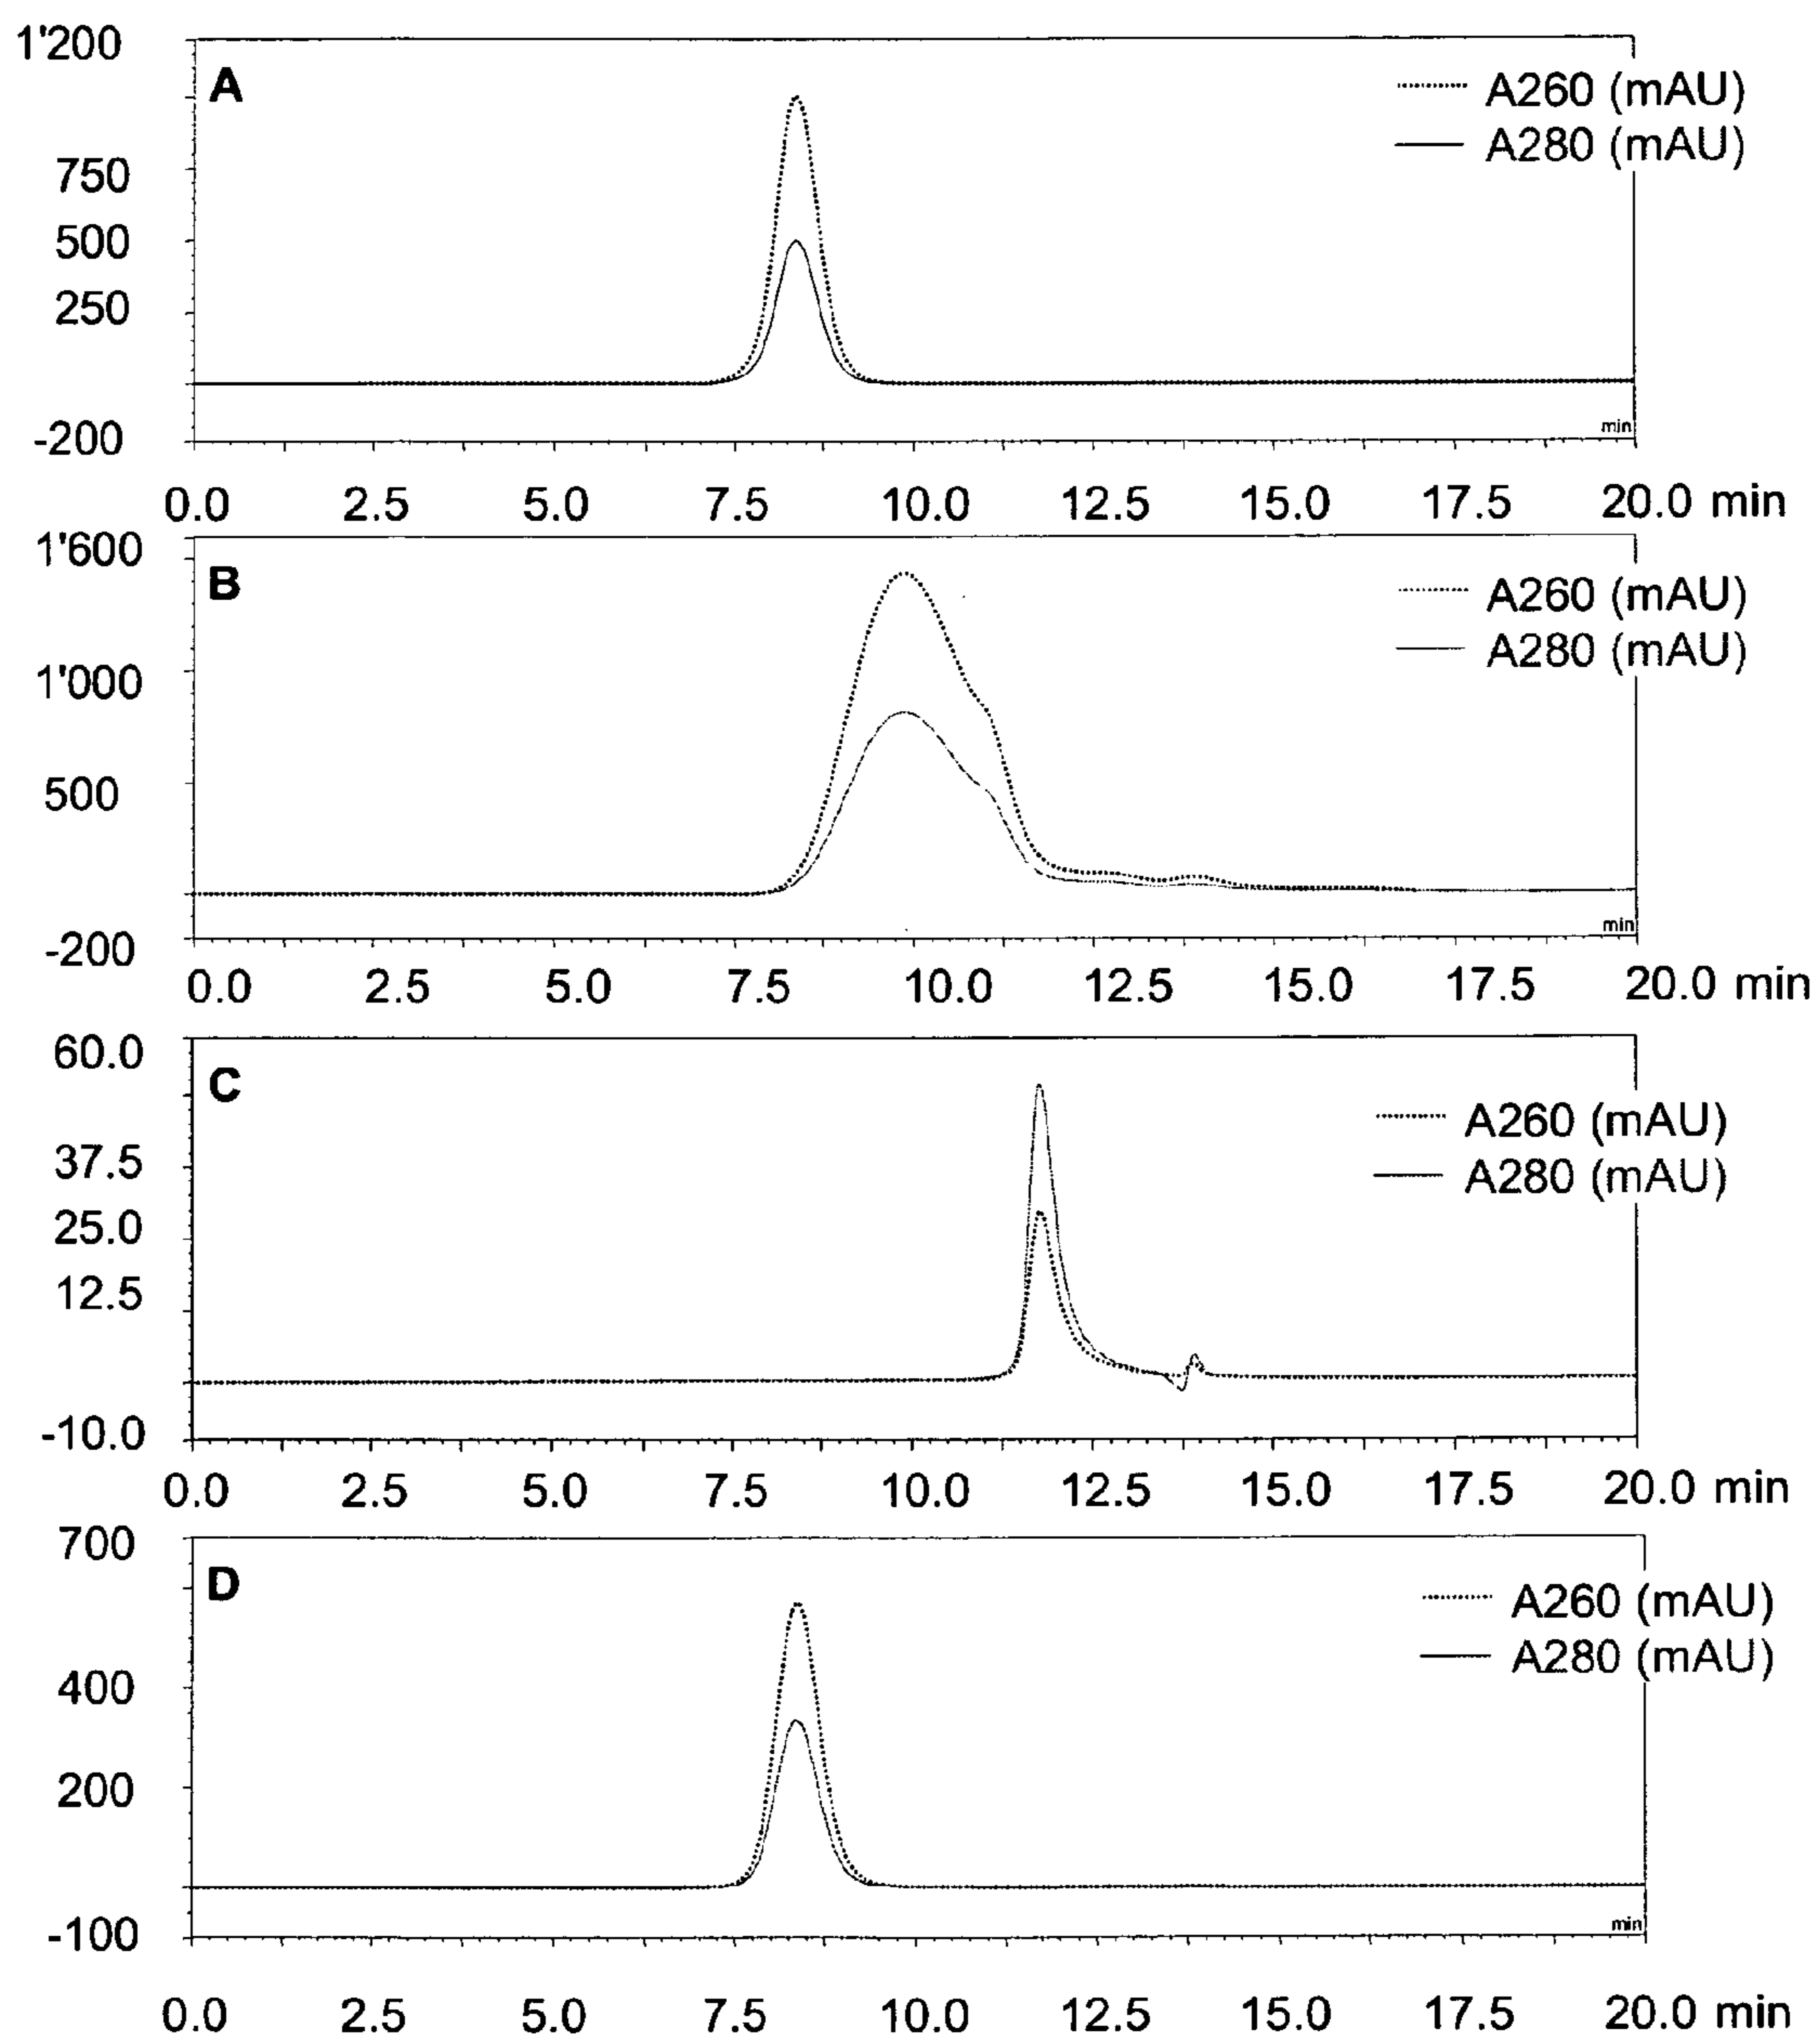 1'200
A
A260 (mAU)
A280 (mAU)
750
500
250
-200
min
0.0 2.5 5.0 7.5 10.0 12.5 15.0 17.5 20.0 min
1'600
B
A260 (mAU)
A280 (mAU)
1'000
500
-200
min
0.0 2.5 5.0 7.5 10.0 12.5 15.0 17.5 20.0 min
60.0
C
A260 (mAU)
A280 (mAU)
37.5
25.0
12.5
-10.0
0.0 2.5 5.0 7.5 10.0 12.5 15.0 17.5 20.0 min
700
D
A260 (mAU)
A280 (mAU)
400
200
-100
min
0.0 2.5 5.0 7.5 10.0 12.5 15.0 17.5 20.0 min